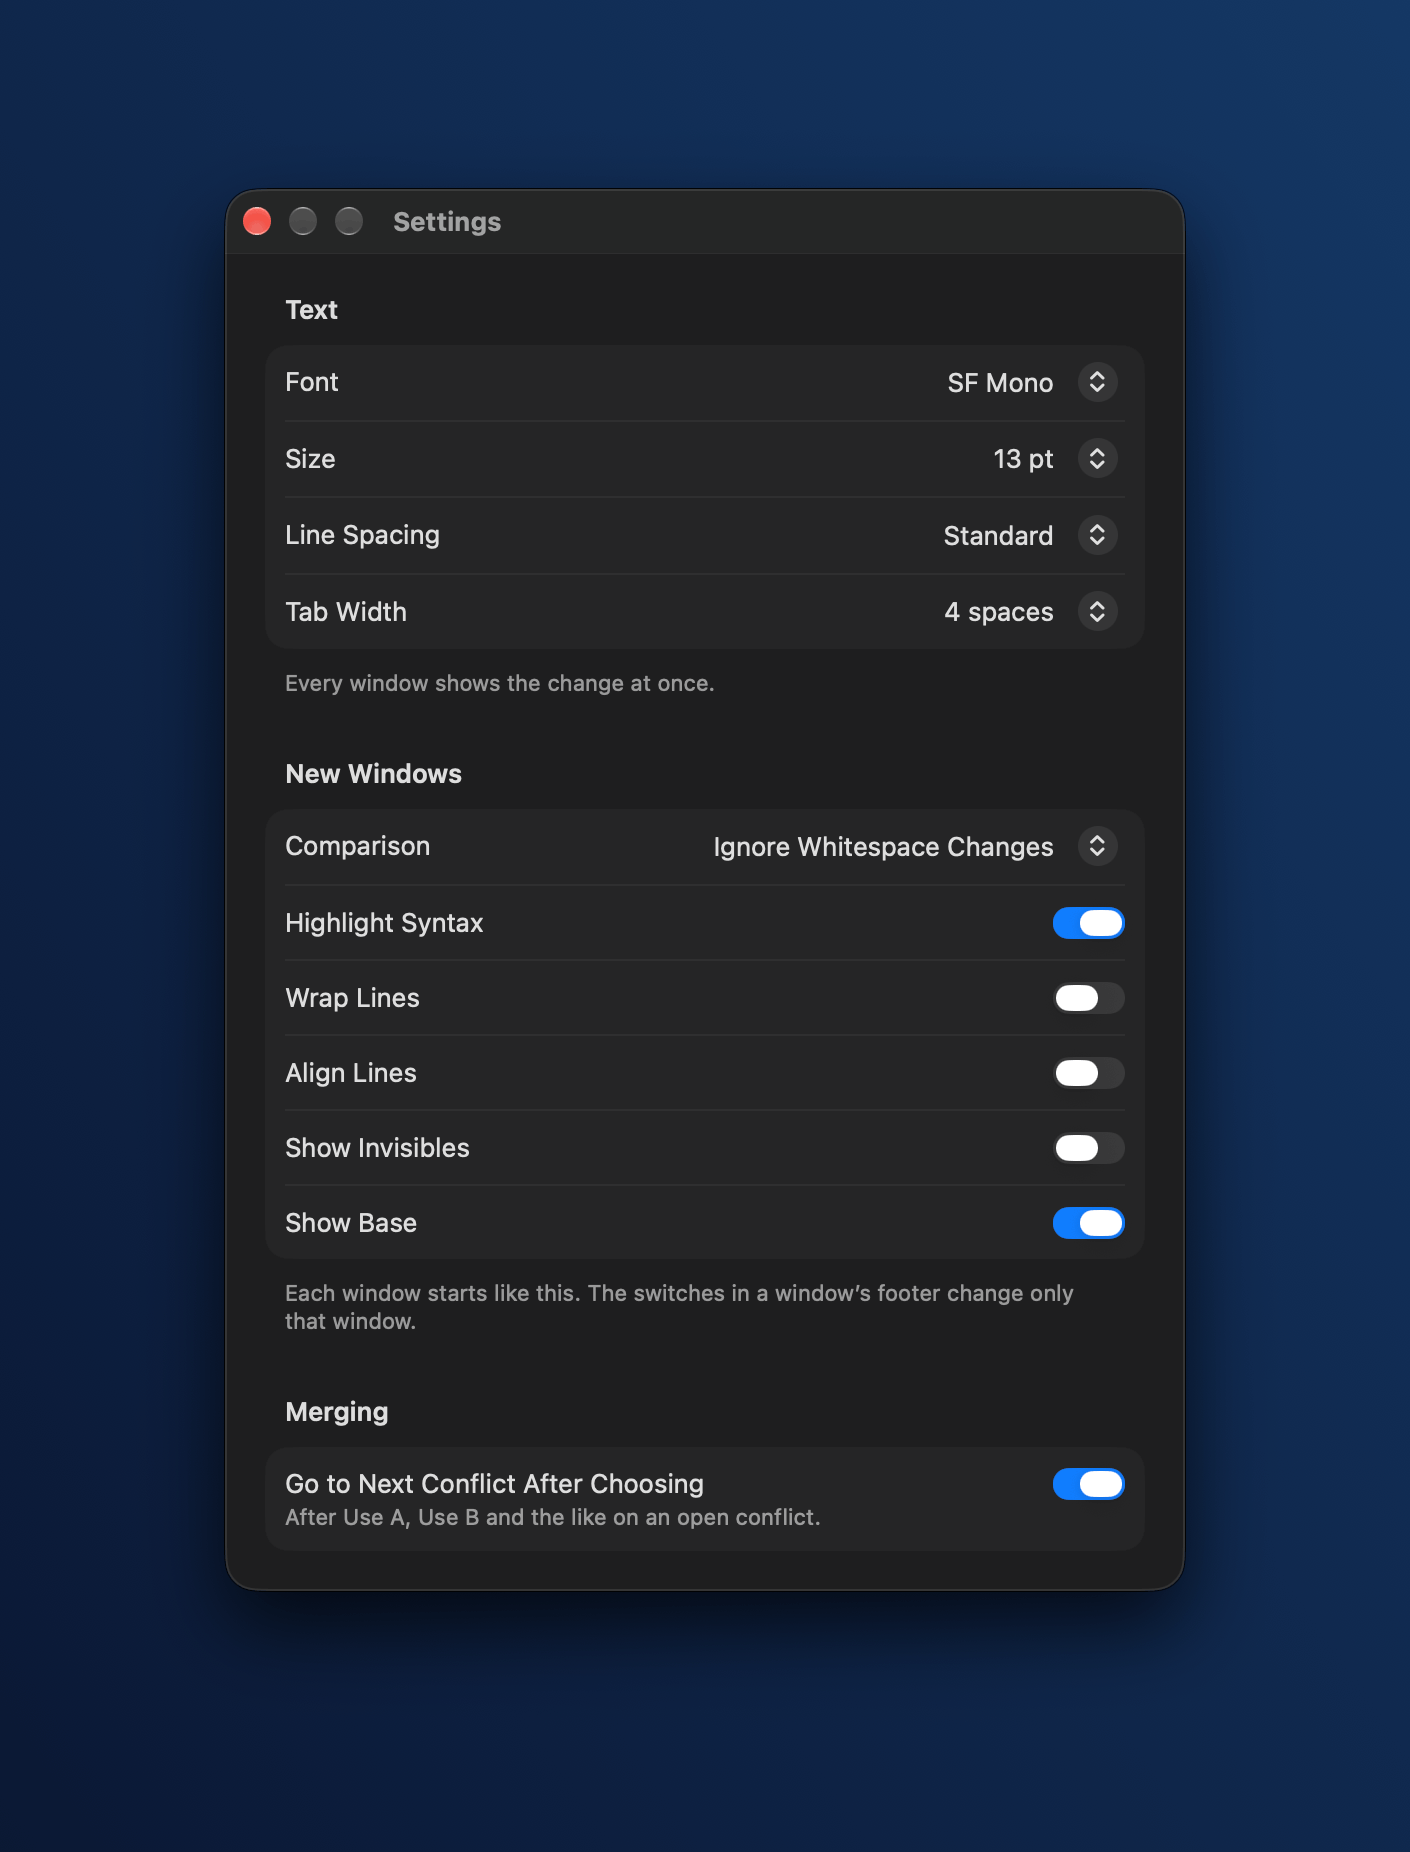 Settings
Text
Font SF Mono
Size 13 pt
Line Spacing Standard
Tab Width 4 spaces
Every window shows the change at once.
New Windows
Comparison Ignore Whitespace Changes
Highlight Syntax
Wrap Lines
Align Lines
Show Invisibles
Show Base
Each window starts like this. The switches in a window’s footer change only
that window.
Merging
Go to Next Conflict After Choosing
After Use A, Use B and the like on an open conflict.